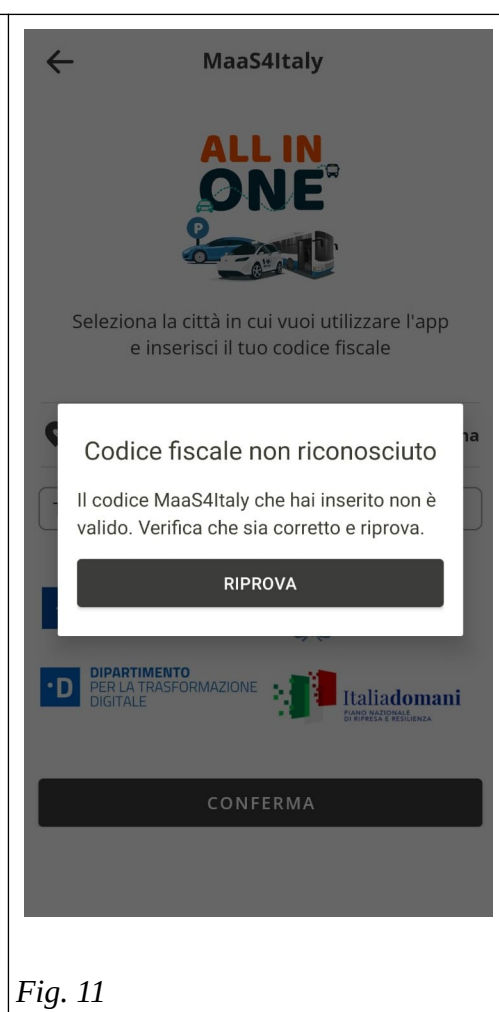 MaaS4Italy
ALL IN
ONE
P
Seleziona la città in cui vuoi utilizzare l'app
e inserisci il tuo codice fiscale
na
Codice fiscale non riconosciuto
Il codice MaaS4Italy che hai inserito non è
valido. Verifica che sia corretto e riprova.
RIPROVA
·D
DIPARTIMENTO
PER LA TRASFORMAZIONE
DIGITALE
Italiadomani
PIANO NAZIONALE
DI RIPRESA E RESILIENZA
CONFERMA
Fig. 11